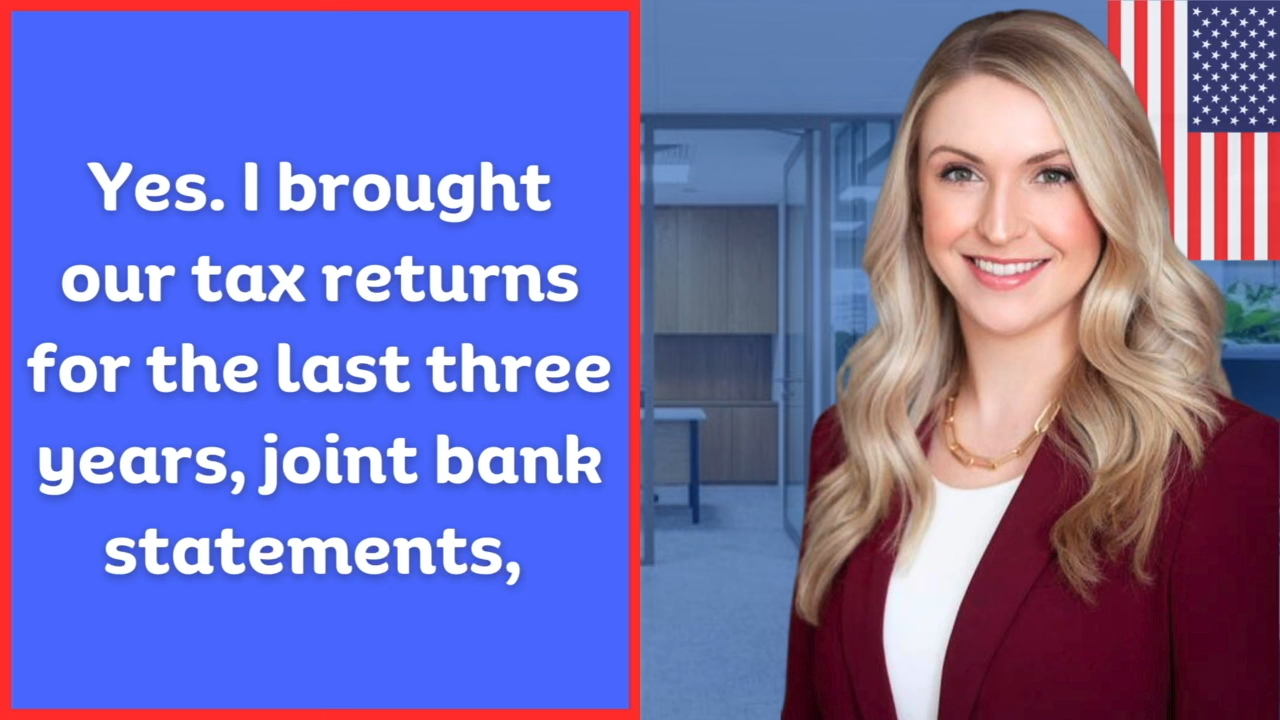 Yes. I brought
our tax returns
for the last three
years, joint bank
statements,